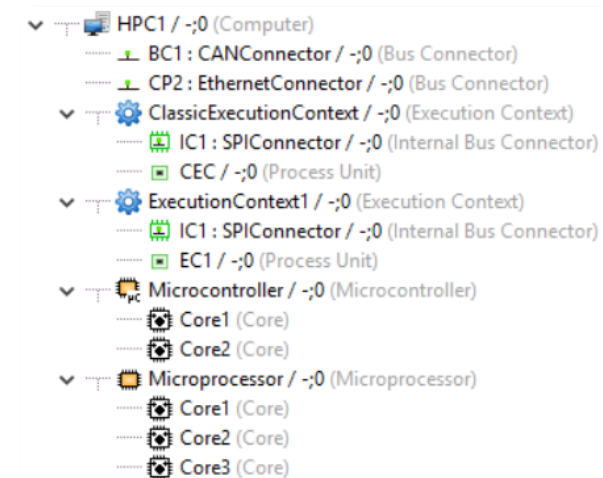 HPC1 / -;0 (Computer)
BC1 : CANConnector / -;0 (Bus Connector)
CP2 : EthernetConnector / -;0 (Bus Connector)
ClassicExecutionContext / -;0 (Execution Context)
IC1 : SPIConnector / -;0 (Internal Bus Connector)
CEC / -;0 (Process Unit)
ExecutionContext1 / -;0 (Execution Context)
IC1 : SPIConnector / -;0 (Internal Bus Connector)
EC1 / -;0 (Process Unit)
µC Microcontroller / -;0 (Microcontroller)
Core1 (Core)
Core2 (Core)
Microprocessor / -;0 (Microprocessor)
Core1 (Core)
Core2 (Core)
Core3 (Core)